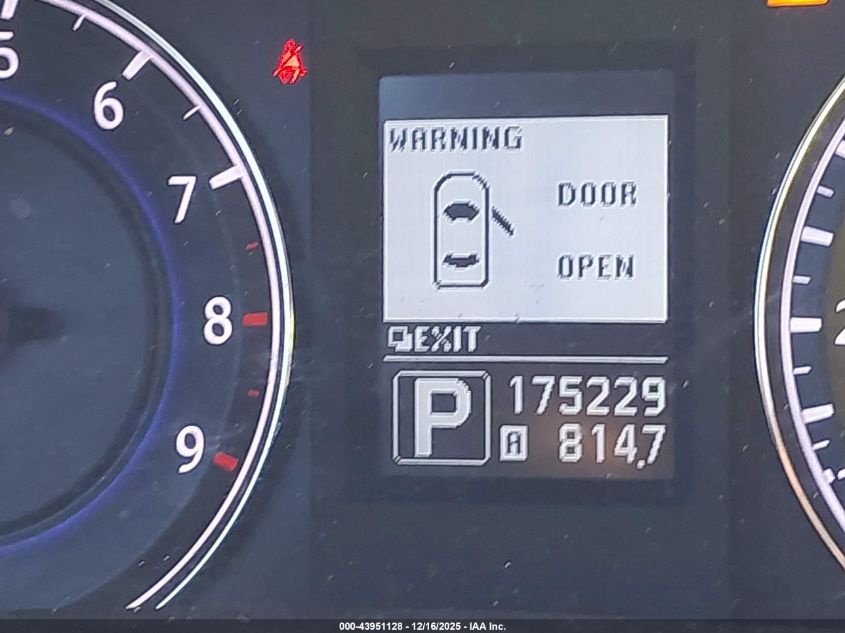 5
6
7
8
9
WARNING
DOOR
OPEN
EXIT
P
175229
A 814.7
2
000-43951128 - 12/16/2025 - IAA Inc.